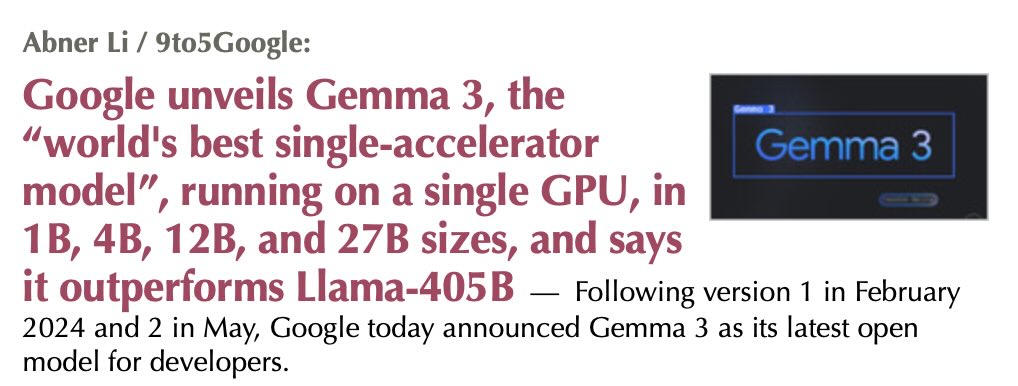 Abner Li / 9to5Google:
Google unveils Gemma 3, the
“world's best single-accelerator
model”, running on a single GPU, in
1B, 4B, 12B, and 27B sizes, and says
it outperforms Llama-405B — Following version 1 in February
2024 and 2 in May, Google today announced Gemma 3 as its latest open
model for developers.
Gemma 3
Gemma 3